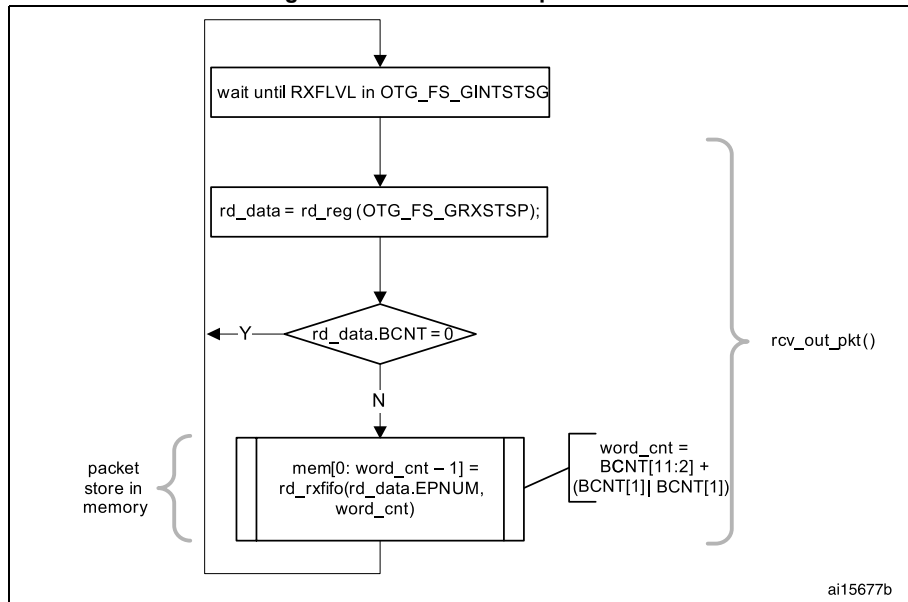 wait until RXFLVL in OTG_FS_GINTSTSG
rd_data = rd_reg (OTG_FS_GRXSTSP);
rd_data.BCNT = 0
Y
rcv_out_pkt()
N
packet
store in
memory
mem[0: word_cnt – 1] =
rd_rxfifo(rd_data.EPNUM,
word_cnt)
word_cnt =
BCNT[11:2] +
(BCNT[1] | BCNT[1])
ai15677b